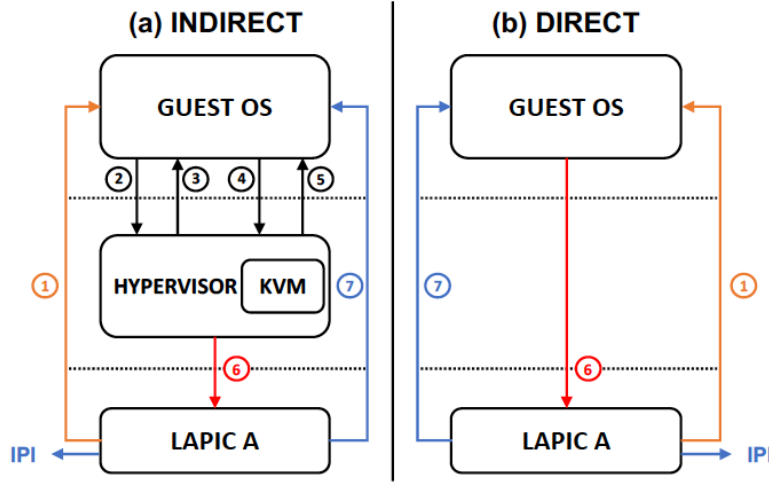 (a) INDIRECT
GUEST OS
2
3
4
5
1
HYPERVISOR
KVM
7
6
LAPIC A
IPI
(b) DIRECT
GUEST OS
7
1
6
LAPIC A
IPI